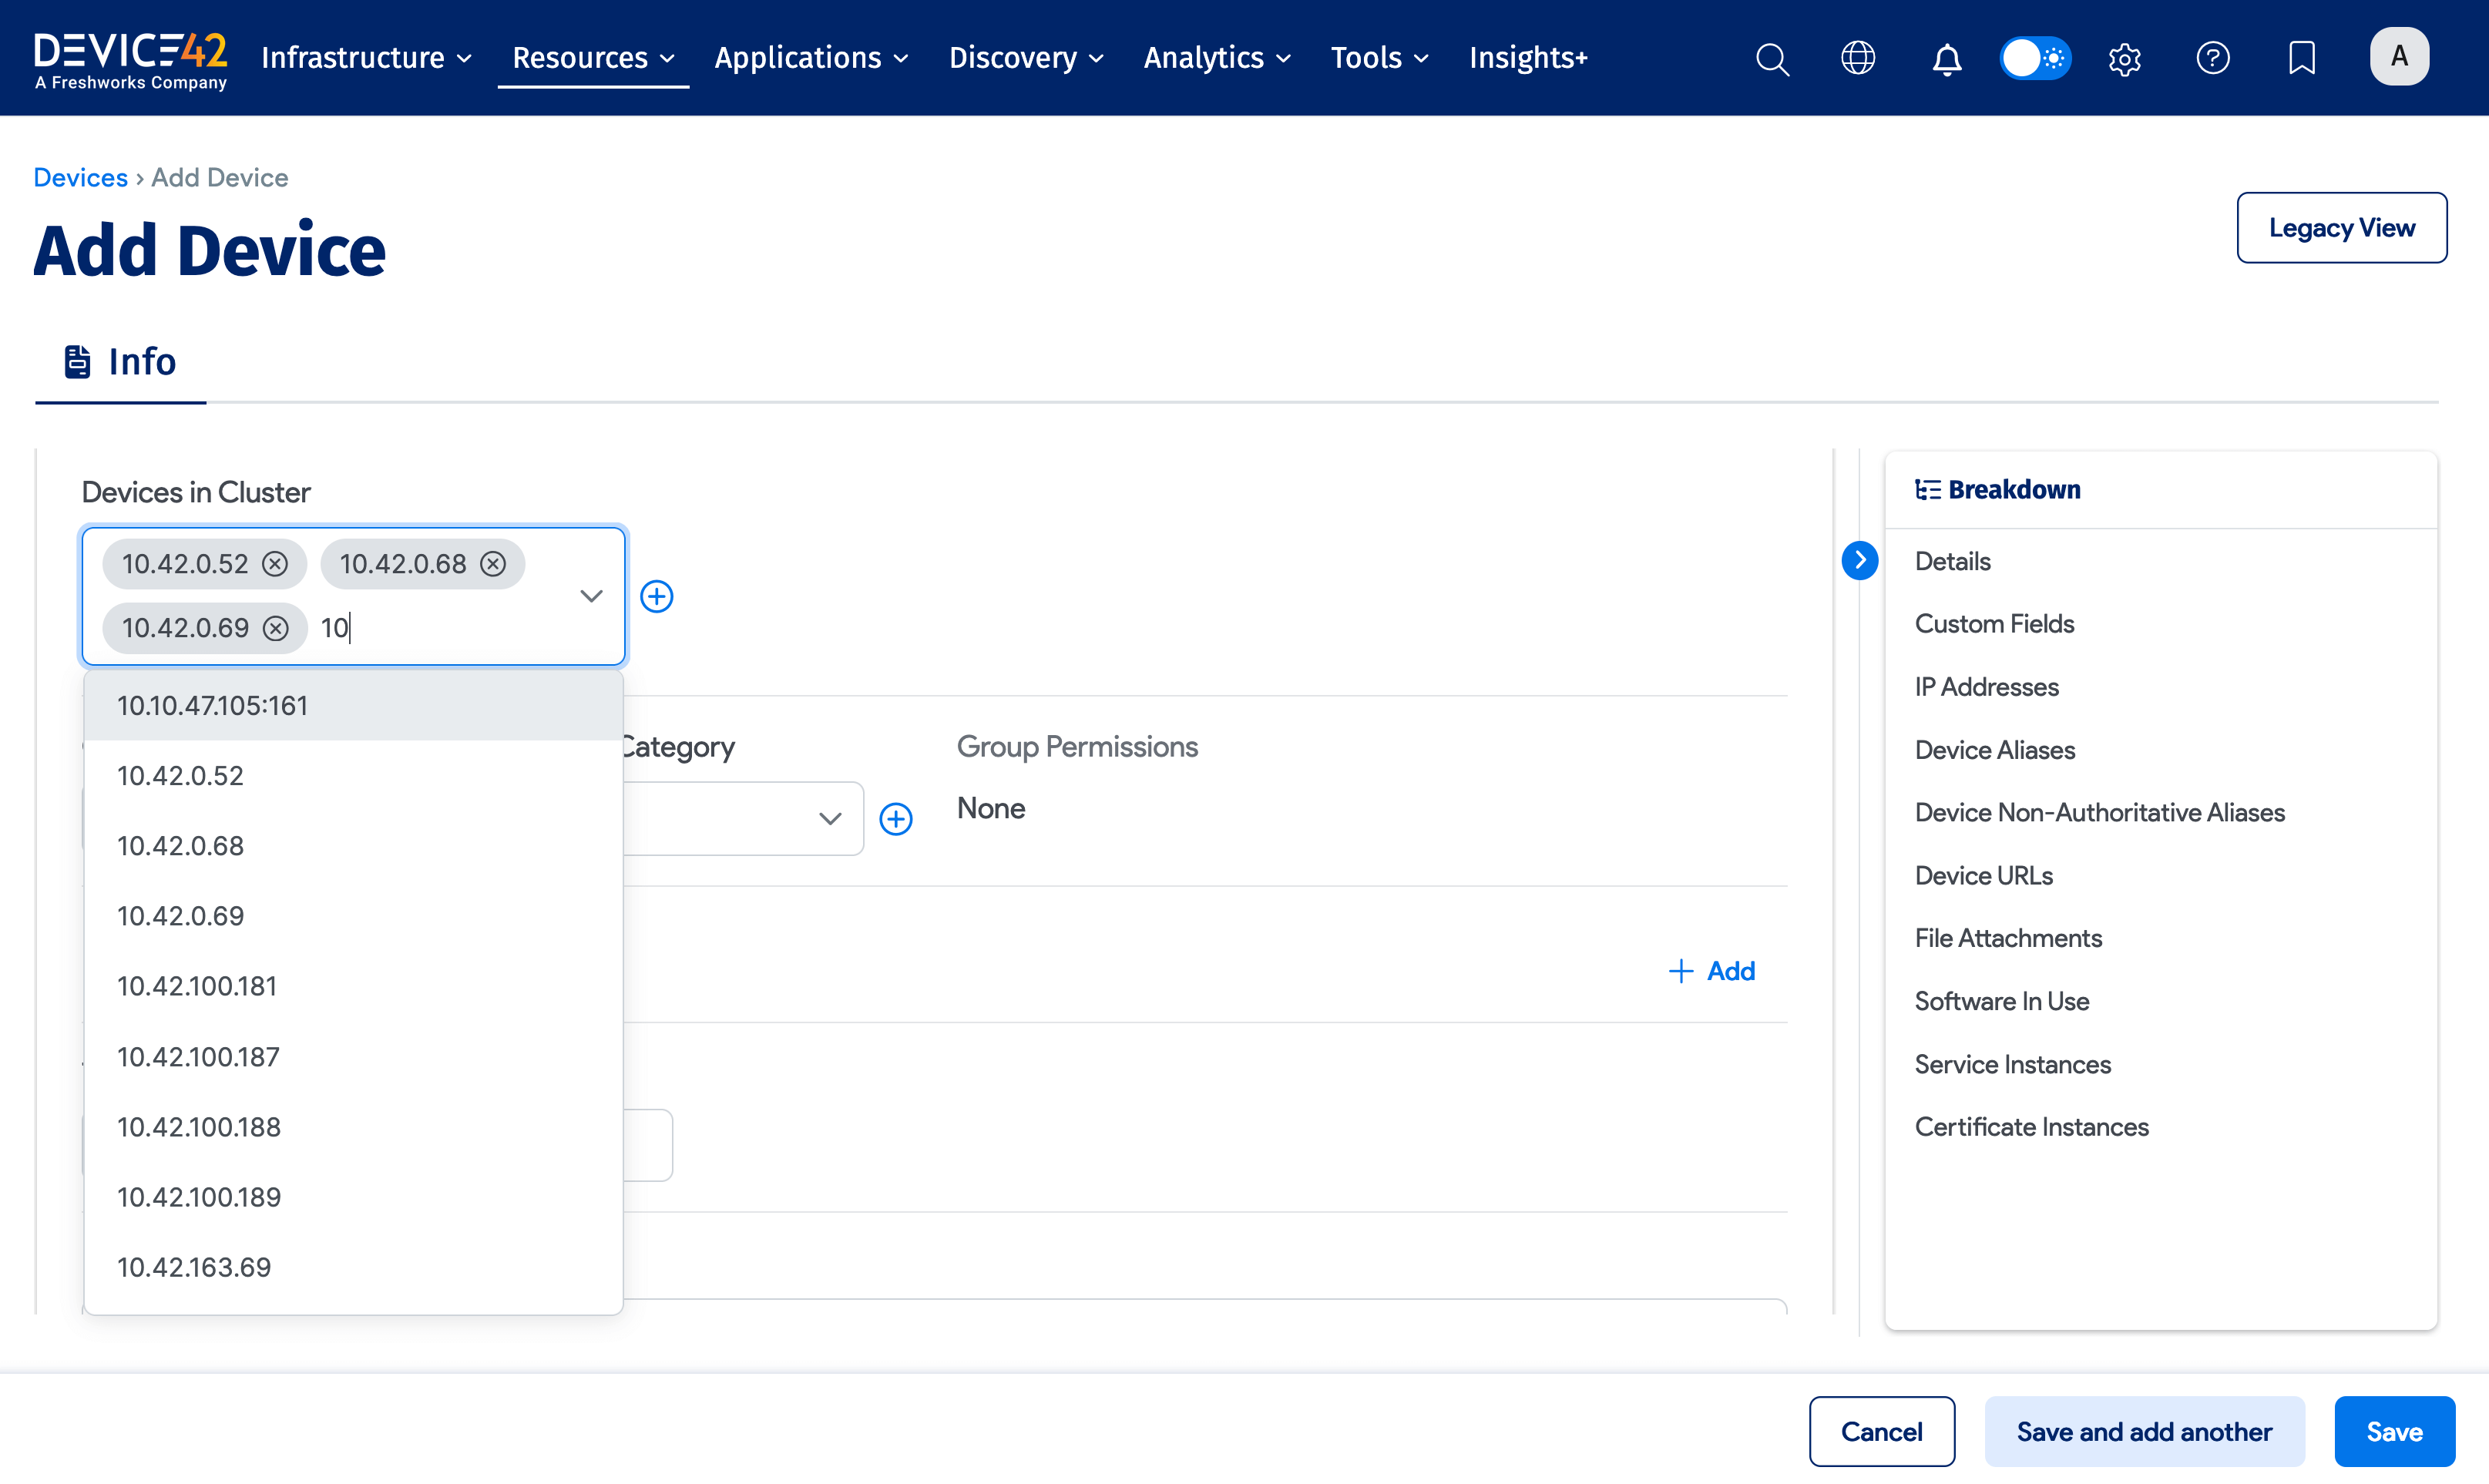 DEVICE42
A Freshworks Company
Infrastructure Resources Applications Discovery Analytics Tools Insights+
A
Devices › Add Device
Add Device
Legacy View
Info
Devices in Cluster
10.42.0.52 10.42.0.68
10.42.0.69 10
10.10.47.105:161
10.42.0.52
10.42.0.68
10.42.0.69
10.42.100.181
10.42.100.187
10.42.100.188
10.42.100.189
10.42.163.69
Category
Group Permissions
None
Add
Breakdown
Details
Custom Fields
IP Addresses
Device Aliases
Device Non-Authoritative Aliases
Device URLs
File Attachments
Software In Use
Service Instances
Certificate Instances
Cancel
Save and add another
Save